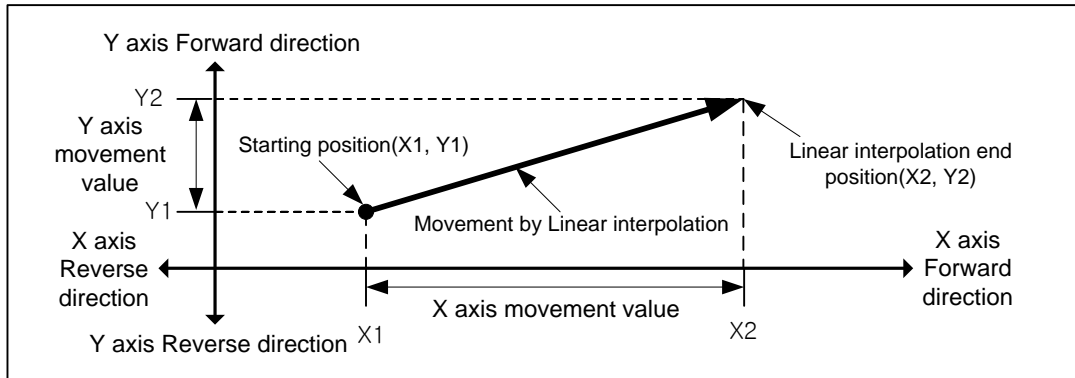 Y axis Forward direction
Y2
Y axis
movement
value
Starting position(X1, Y1)
Linear interpolation end
position(X2, Y2)
Y1
Movement by Linear interpolation
X axis
Reverse
direction
X axis
Forward
direction
X axis movement value
Y axis Reverse direction
X1
X2